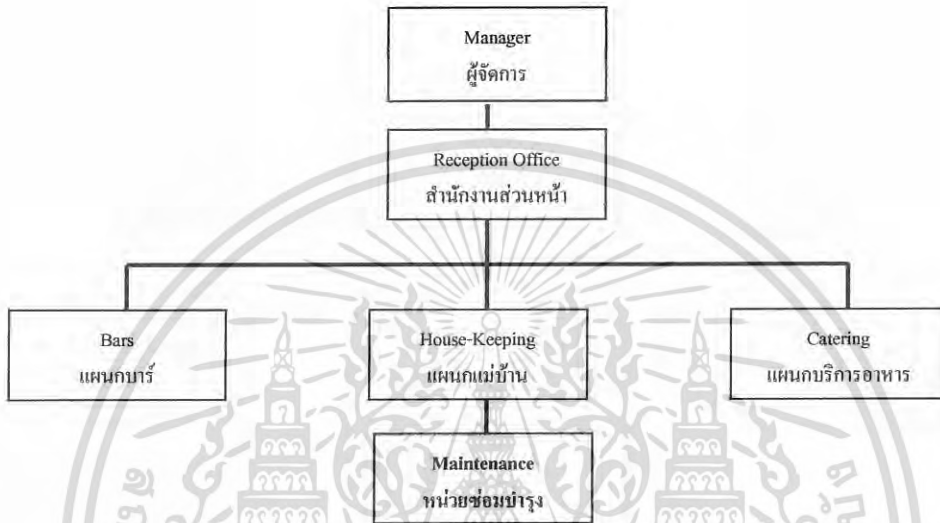 Manager
ผู้จัดการ
Reception Office
สำนักงานส่วนหน้า
Bars
แผนกบาร์
House-Keeping
แผนกแม่บ้าน
Catering
แผนกบริการอาหาร
Maintenance
หน่วยซ่อมบำรุง